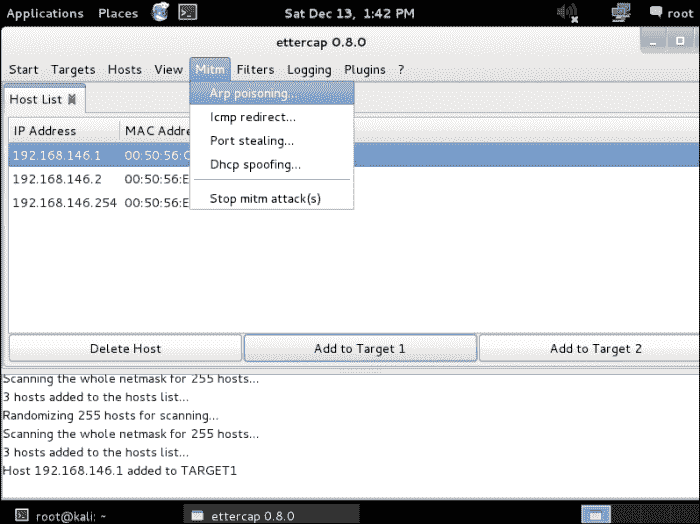 Applications Places Sat Dec 13, 1:42 PM root
ettercap 0.8.0
Start Targets Hosts View Mitm Filters Logging Plugins ?
Host List Arp poisoning...
IP Address MAC Addre Icmp redirect...
Port stealing...
192.168.146.1 00:50:56:C
192.168.146.2 00:50:56:E Dhcp spoofing...
192.168.146.254 00:50:56:E Stop mitm attack(s)
Delete Host Add to Target 1 Add to Target 2
Scanning the whole netmask for 255 hosts...
3 hosts added to the hosts list...
Randomizing 255 hosts for scanning...
Scanning the whole netmask for 255 hosts...
3 hosts added to the hosts list...
Host 192.168.146.1 added to TARGET1
root@kali: ~ ettercap 0.8.0